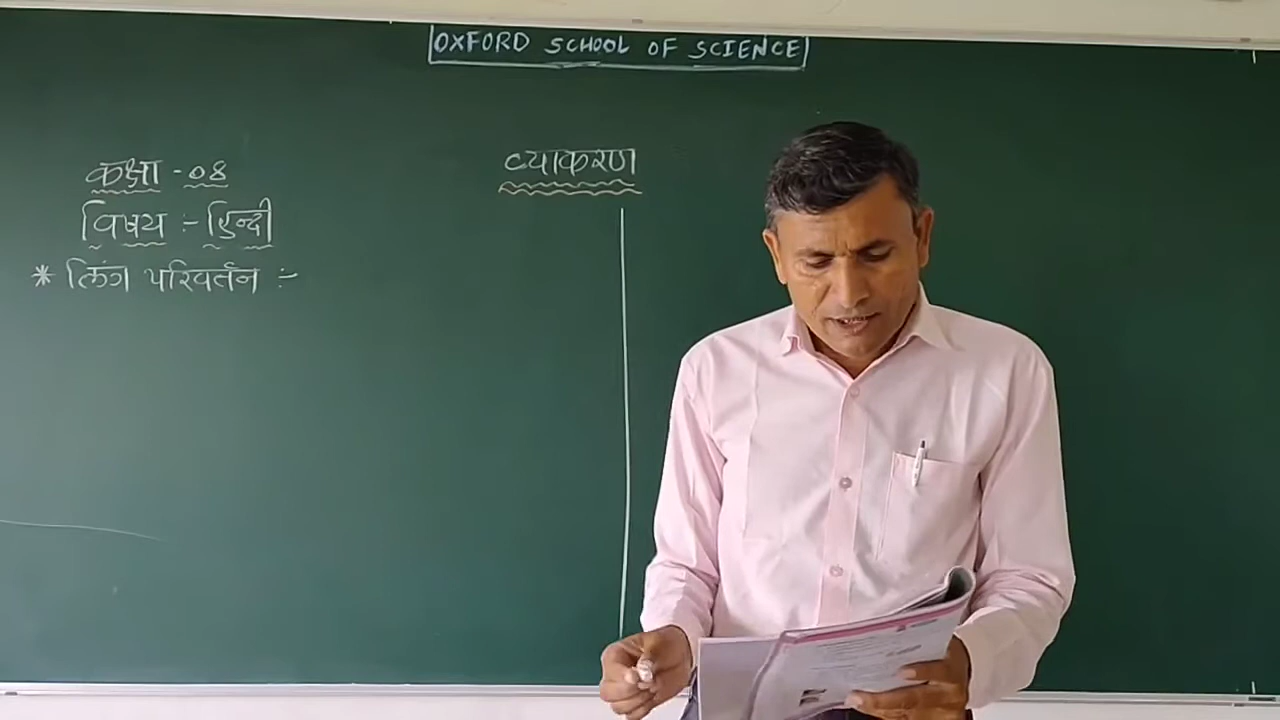 OXFORD SCHOOL OF SCIENCE
व्याकरण
कक्षा - 08
विषय :- हिन्दी
* लिंग परिवर्तन :-